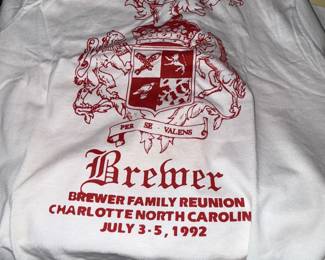 PER SE VALENS
Brewer
BREWER FAMILY REUNION
CHARLOTTE NORTH CAROLIN
JULY 3-5, 1992